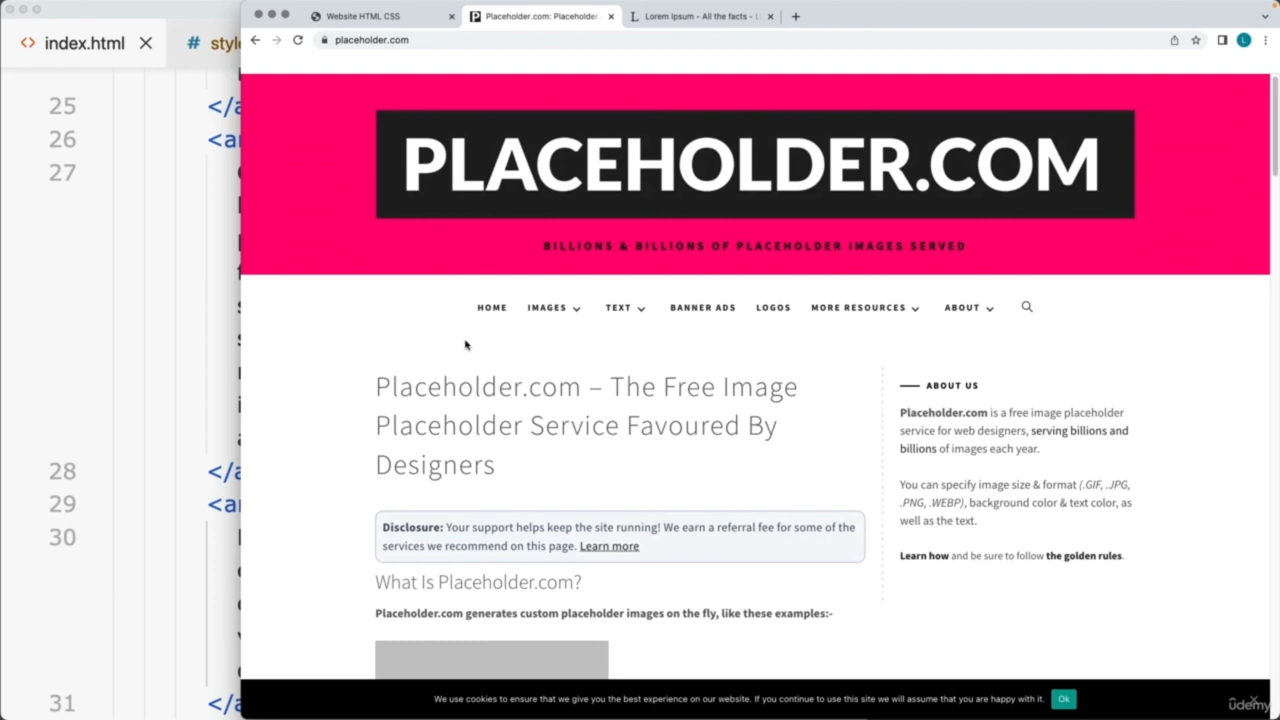 index.html
# style
25
</a
26
<ar
27
28
</a
29
<ar
30
31
</a
Website HTML CSS
Placeholder.com: Placeholder
Lorem Ipsum - All the facts - Li
placeholder.com
L
PLACEHOLDER.COM
BILLIONS & BILLIONS OF PLACEHOLDER IMAGES SERVED
HOME IMAGES TEXT BANNER ADS LOGOS MORE RESOURCES ABOUT
Placeholder.com – The Free Image
Placeholder Service Favoured By
Designers
Disclosure: Your support helps keep the site running! We earn a referral fee for some of the
services we recommend on this page. Learn more
What Is Placeholder.com?
Placeholder.com generates custom placeholder images on the fly, like these examples:-
ABOUT US
Placeholder.com is a free image placeholder
service for web designers, serving billions and
billions of images each year.
You can specify image size & format (.GIF, .JPG,
.PNG, .WEBP), background color & text color, as
well as the text.
Learn how and be sure to follow the golden rules.
We use cookies to ensure that we give you the best experience on our website. If you continue to use this site we will assume that you are happy with it.
Ok
udemy